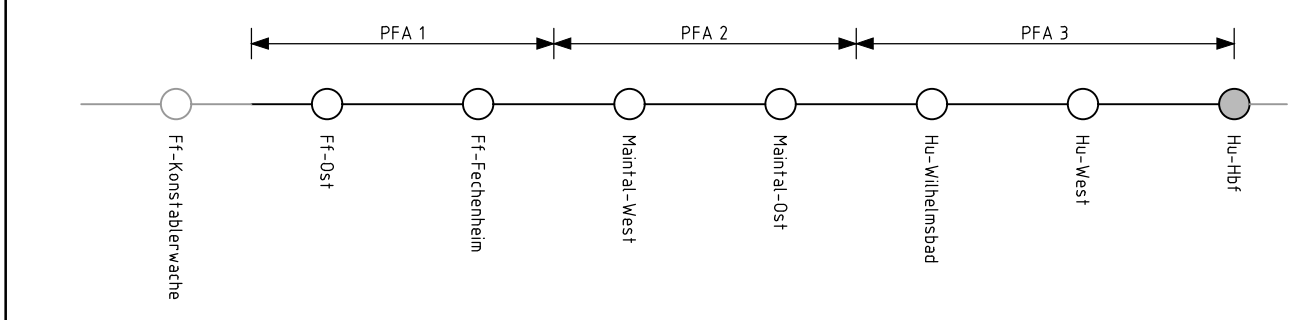 PFA 1
PFA 2
PFA 3
Ff-Konstablerwache
Ff-Ost
Ff-Fechenheim
Maintal-West
Maintal-Ost
Hu-Wilhelmsbad
Hu-West
Hu-Hbf